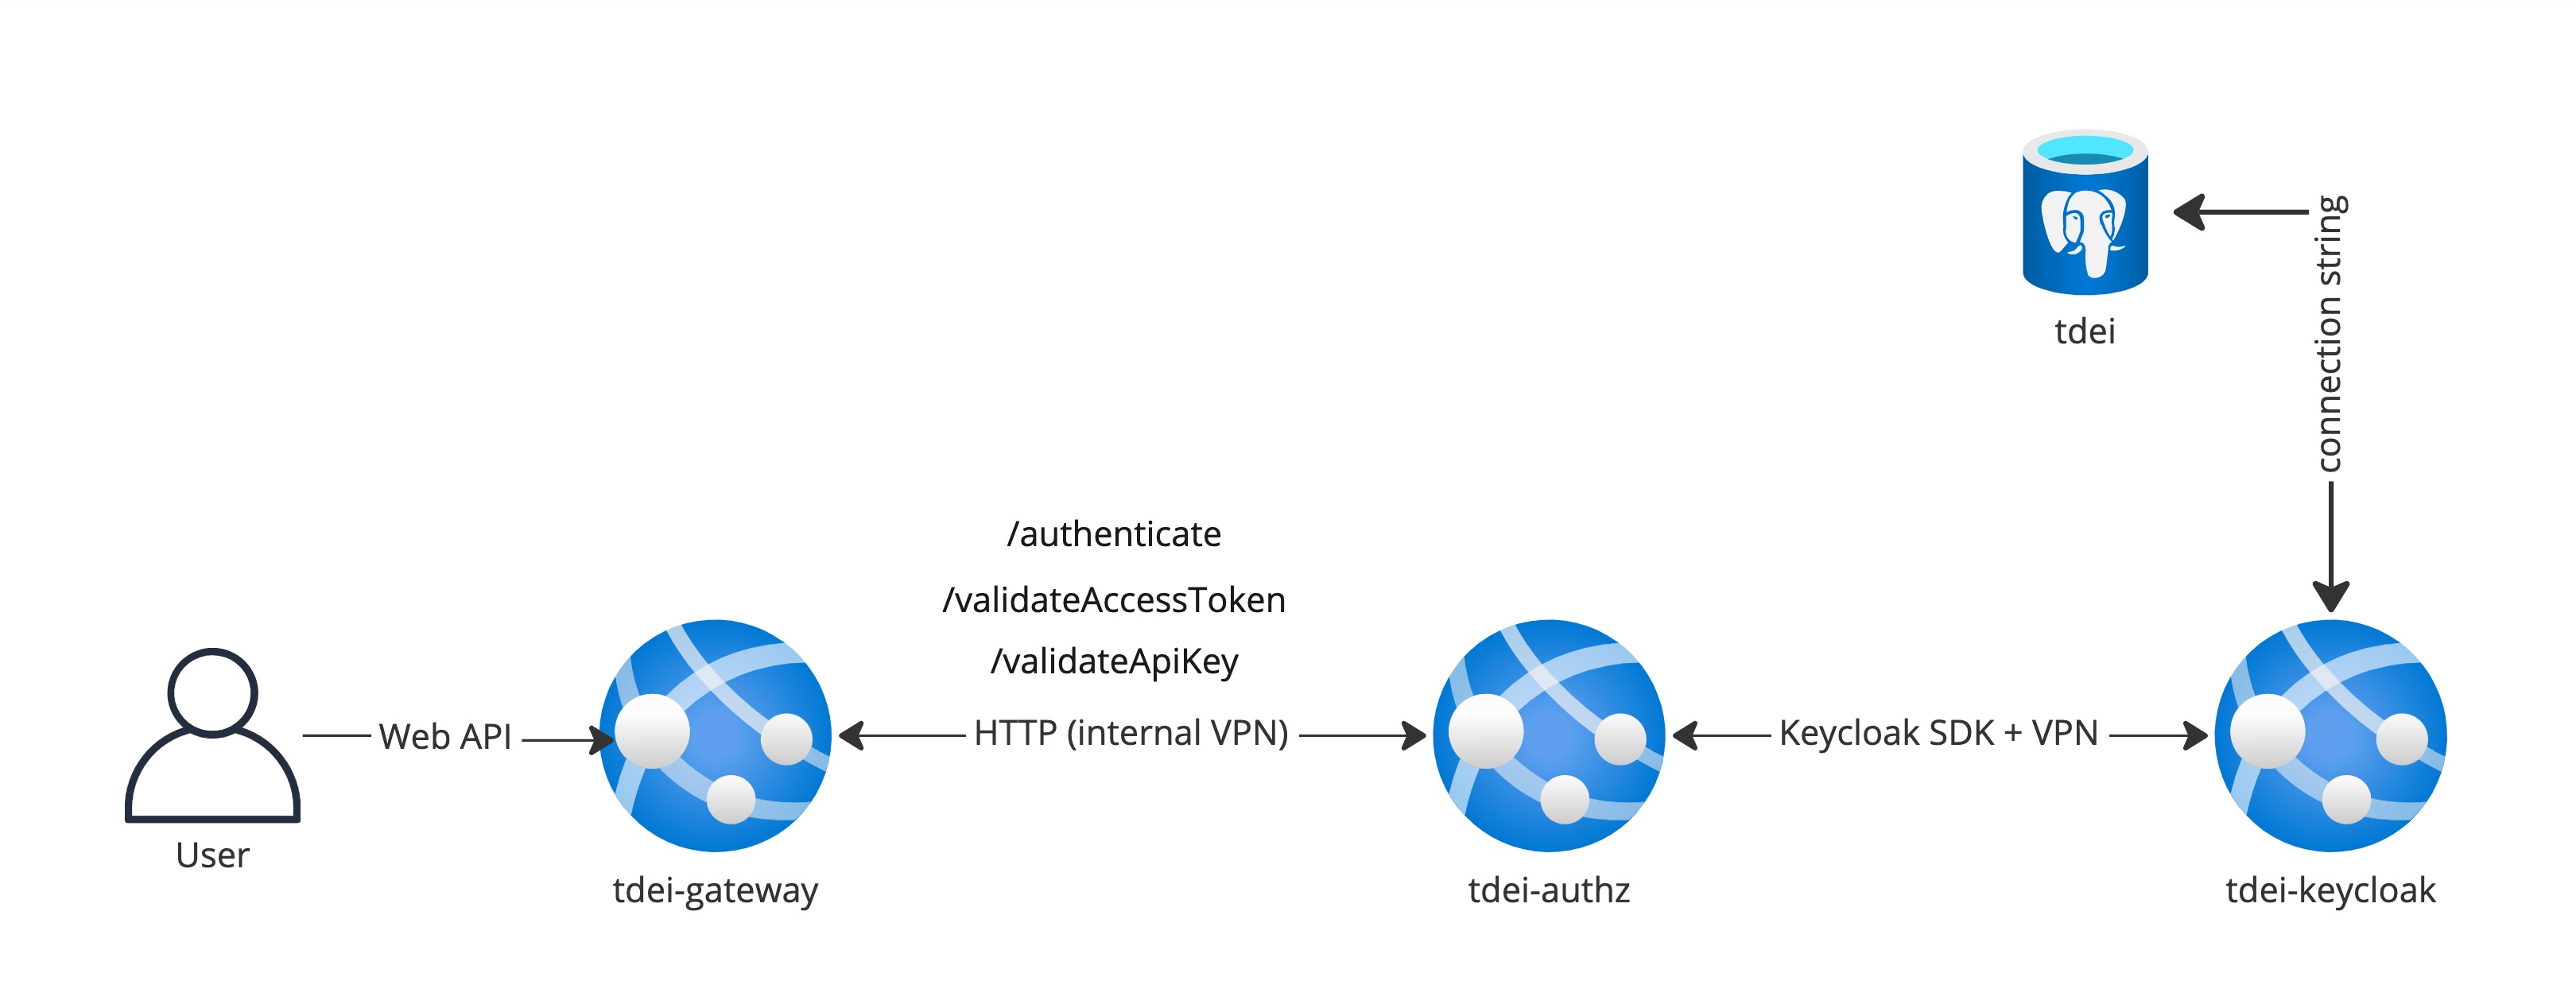 tdei
connection string
/authenticate
/validateAccessToken
/validateApiKey
Web API
HTTP (internal VPN)
Keycloak SDK + VPN
User
tdei-gateway
tdei-authz
tdei-keycloak